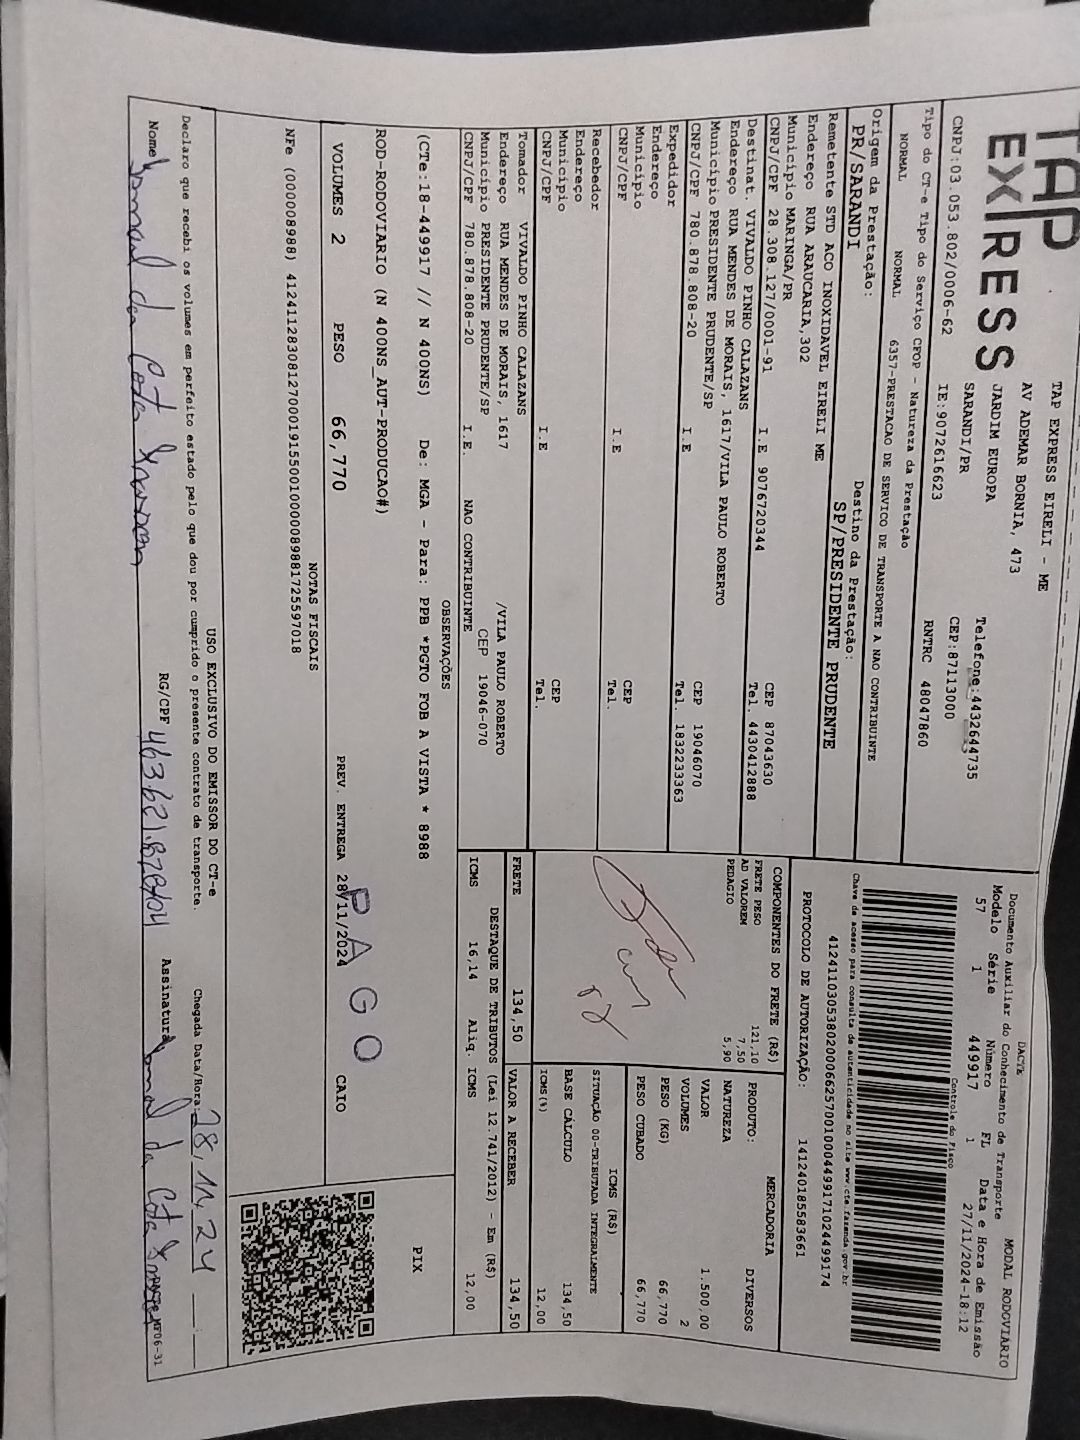 TAP EXPRESS
TAP EXPRESS EIRELI - ME
AV ADEMAR BORNIA, 473
JARDIM EUROPA
SARANDI/PR
Telefone:4432644735
CEP:87113000
CNPJ:03.053.802/0006-62 IE:9072616623 RNTRC 48047860
Tipo do CT-e Tipo do Serviço CFOP - Natureza da Prestação
NORMAL NORMAL 6357-PRESTACAO DE SERVICO DE TRANSPORTE A NAO CONTRIBUINTE
Origem da Prestação: Destino da Prestação:
PR/SARANDI SP/PRESIDENTE PRUDENTE
DACTE MODAL RODOVIÁRIO
Documento Auxiliar do Conhecimento de Transporte
Modelo Série Número FL Data e Hora de Emissão
57 1 449917 1 27/11/2024-18:12
Controle do Fisco
Chave de acesso para consulta de autenticidade no site www.cte.fazenda.gov.br
41241103053802000662570010004499171024499174
PROTOCOLO DE AUTORIZAÇÃO: 141240185583661
Remetente STD ACO INOXIDAVEL EIRELI ME
Endereço RUA ARAUCARIA,302
Município MARINGA/PR CEP 87043630
CNPJ/CPF 28.308.127/0001-91 I.E 9076720344 Tel. 4430412888
Destinat. VIVALDO PINHO CALAZANS
Endereço RUA MENDES DE MORAIS, 1617/VILA PAULO ROBERTO
Município PRESIDENTE PRUDENTE/SP CEP 19046070
CNPJ/CPF 780.878.808-20 I.E Tel. 1832233363
Expedidor
Endereço
Município CEP
CNPJ/CPF I.E Tel.
Recebedor
Endereço
Município CEP
CNPJ/CPF I.E Tel.
Tomador VIVALDO PINHO CALAZANS
Endereço RUA MENDES DE MORAIS, 1617 /VILA PAULO ROBERTO
Município PRESIDENTE PRUDENTE/SP CEP 19046-070
CNPJ/CPF 780.878.808-20 I.E. NAO CONTRIBUINTE
COMPONENTES DO FRETE (R$)
FRETE PESO 121,10
AD VALOREM 7,50
PEDAGIO 5,90
MERCADORIA
PRODUTO: DIVERSOS
NATUREZA
VALOR 1.500,00
VOLUMES 2
PESO (KG) 66,770
PESO CUBADO 66,770
ICMS (R$)
SITUAÇÃO 00-TRIBUTADA INTEGRALMENTE
BASE CÁLCULO 134,50
ICMS(%) 12,00
FRETE 134,50 VALOR A RECEBER 134,50
DESTAQUE DE TRIBUTOS (Lei 12.741/2012) - Em (R$)
ICMS 16,14 Aliq. ICMS 12,00
OBSERVAÇÕES
(CTe:18-449917 // N 400NS) De: MGA - Para: PPB *PGTO FOB A VISTA * 8988
ROD-RODOVIARIO (N 400NS_AUT-PRODUCAO#)
PIX
PAGO
VOLUMES 2 PESO 66,770 PREV. ENTREGA 28/11/2024 CAIO
NOTAS FISCAIS
NFe (000008988) 41241128308127000191550010000089881725597018
USO EXCLUSIVO DO EMISSOR DO CT-e
Declaro que recebi os volumes em perfeito estado pelo que dou por cumprido o presente contrato de transporte. Chegada Data/Hora 28/11/24
Nome da RG/CPF Assinatura da